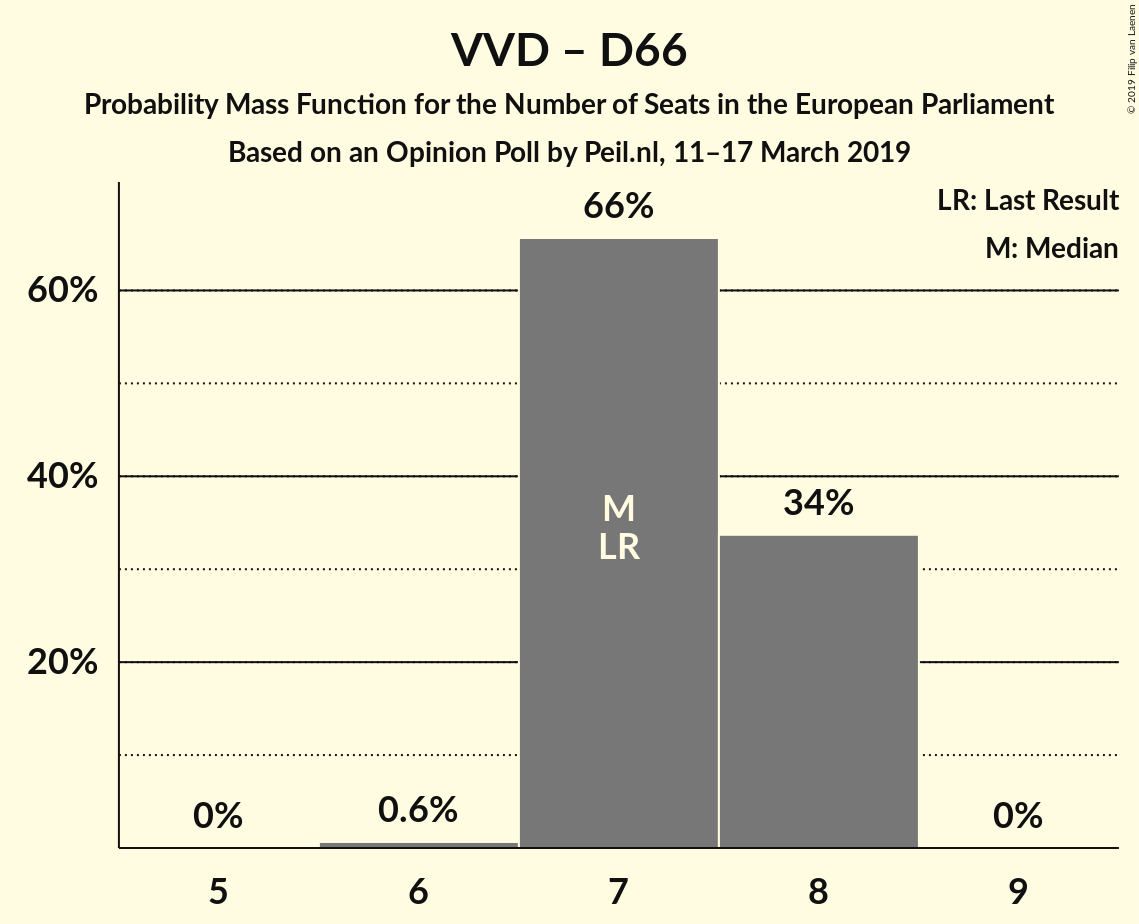 VVD – D66
Probability Mass Function for the Number of Seats in the European Parliament
Based on an Opinion Poll by Peil.nl, 11–17 March 2019
© 2019 Filip van Laenen
LR: Last Result
M: Median
66%
60%
40%
34%
M
LR
20%
0%
0.6%
0%
5
6
7
8
9